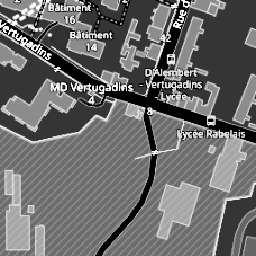 Bâtiment
16
Rue d
Vertugadins
Bâtiment
14
42
D'Alembert
- Vertugadins
- Lycée
MD Vertugadins
4
8
Lycée Rabelais